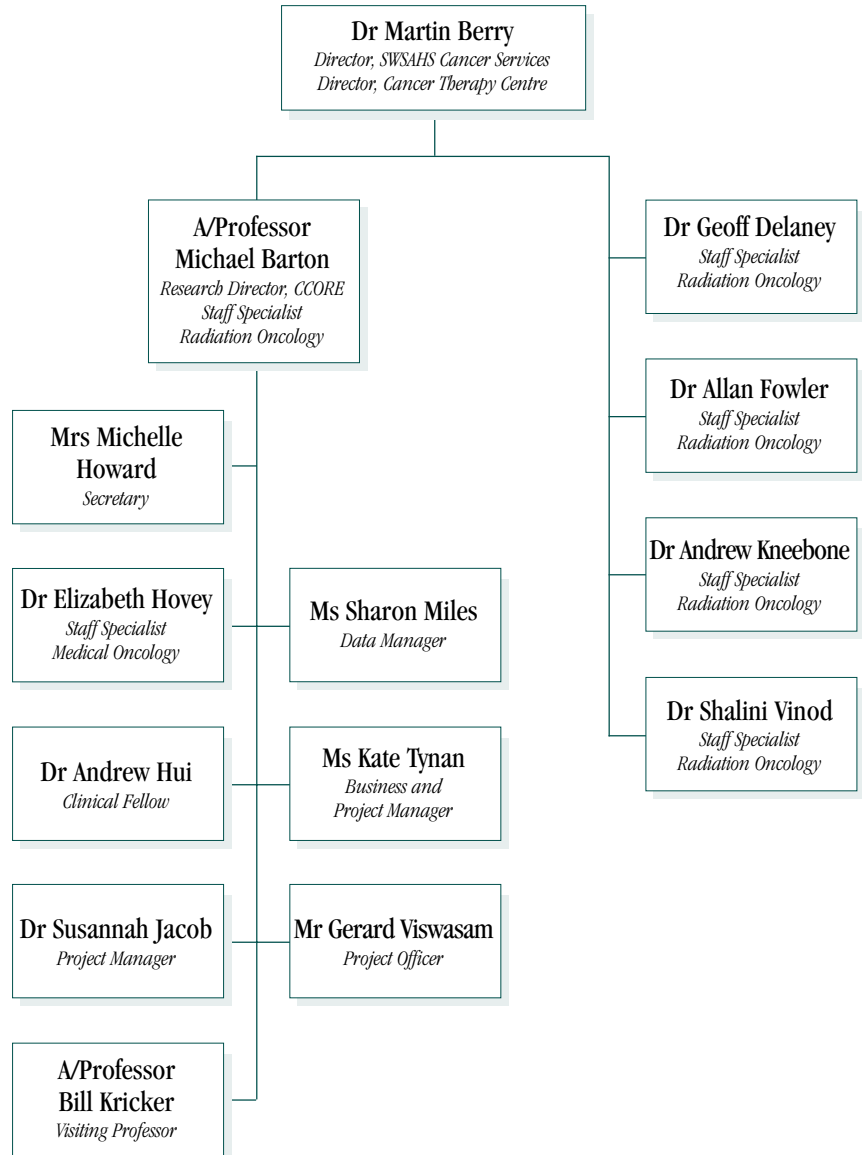 Dr Martin Berry
Director, SWSAHS Cancer Services
Director, Cancer Therapy Centre
A/Professor
Michael Barton
Research Director, CCORE
Staff Specialist
Radiation Oncology
Mrs Michelle
Howard
Secretary
Dr Elizabeth Hovey
Staff Specialist
Medical Oncology
Ms Sharon Miles
Data Manager
Dr Andrew Hui
Clinical Fellow
Ms Kate Tynan
Business and
Project Manager
Dr Susannah Jacob
Project Manager
Mr Gerard Viswasam
Project Officer
A/Professor
Bill Kricker
Visiting Professor
Dr Geoff Delaney
Staff Specialist
Radiation Oncology
Dr Allan Fowler
Staff Specialist
Radiation Oncology
Dr Andrew Kneebone
Staff Specialist
Radiation Oncology
Dr Shalini Vinod
Staff Specialist
Radiation Oncology